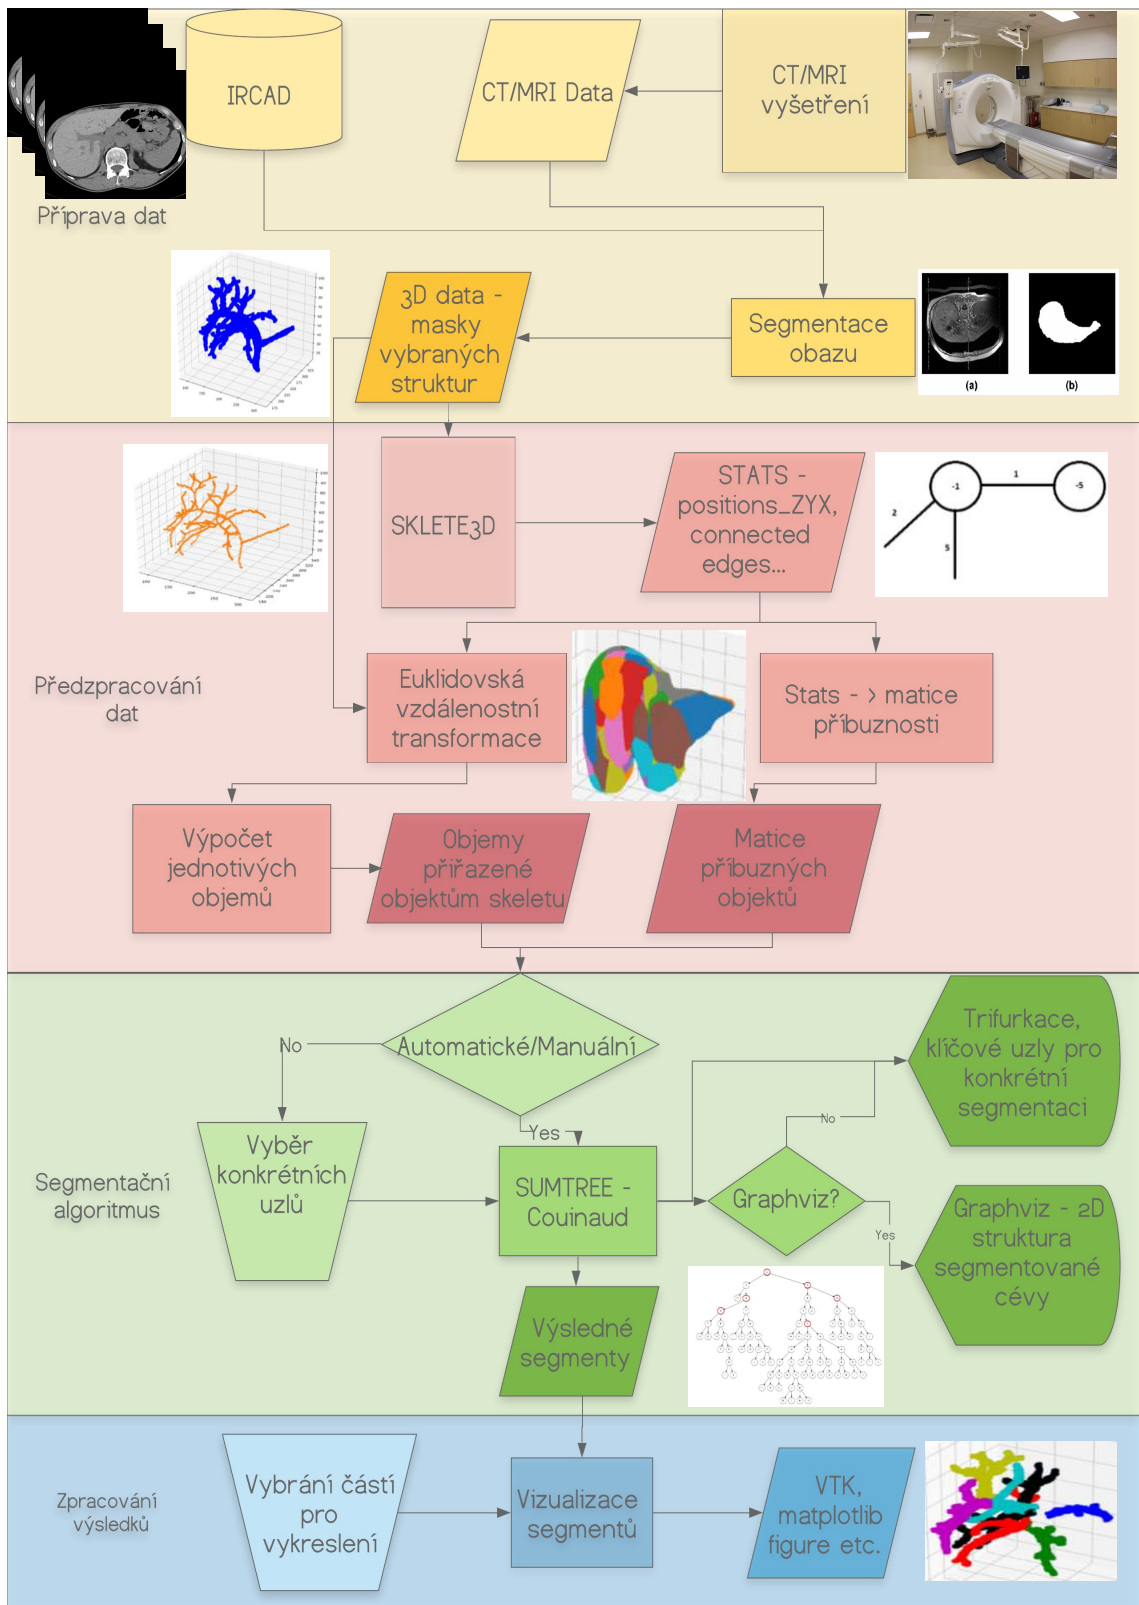 IRCAD
CT/MRI Data
CT/MRI
vyšetření
Příprava dat
3D data -
masky
vybraných
struktur
Segmentace
obazu
(a)
(b)
SKLETE3D
STATS -
positions_ZYX,
connected
edges...
-1
1
-5
2
5
Předzpracování
dat
Euklidovská
vzdálenostní
transformace
Stats - > matice
příbuznosti
Výpočet
jednotivých
objemů
Objemy
přiřazené
objektům skeletu
Matice
příbuzných
objektů
Automatické/Manuální
No
Yes
Trifurkace,
klíčové uzly pro
konkrétní
segmentaci
Vyběr
konkrétních
uzlů
Segmentační
algoritmus
SUMTREE -
Couinaud
No
Graphviz?
Yes
Graphviz - 2D
struktura
segmentované
cévy
Výsledné
segmenty
Zpracování
výsledků
Vybrání částí
pro
vykreslení
Vizualizace
segmentů
VTK,
matplotlib
figure etc.